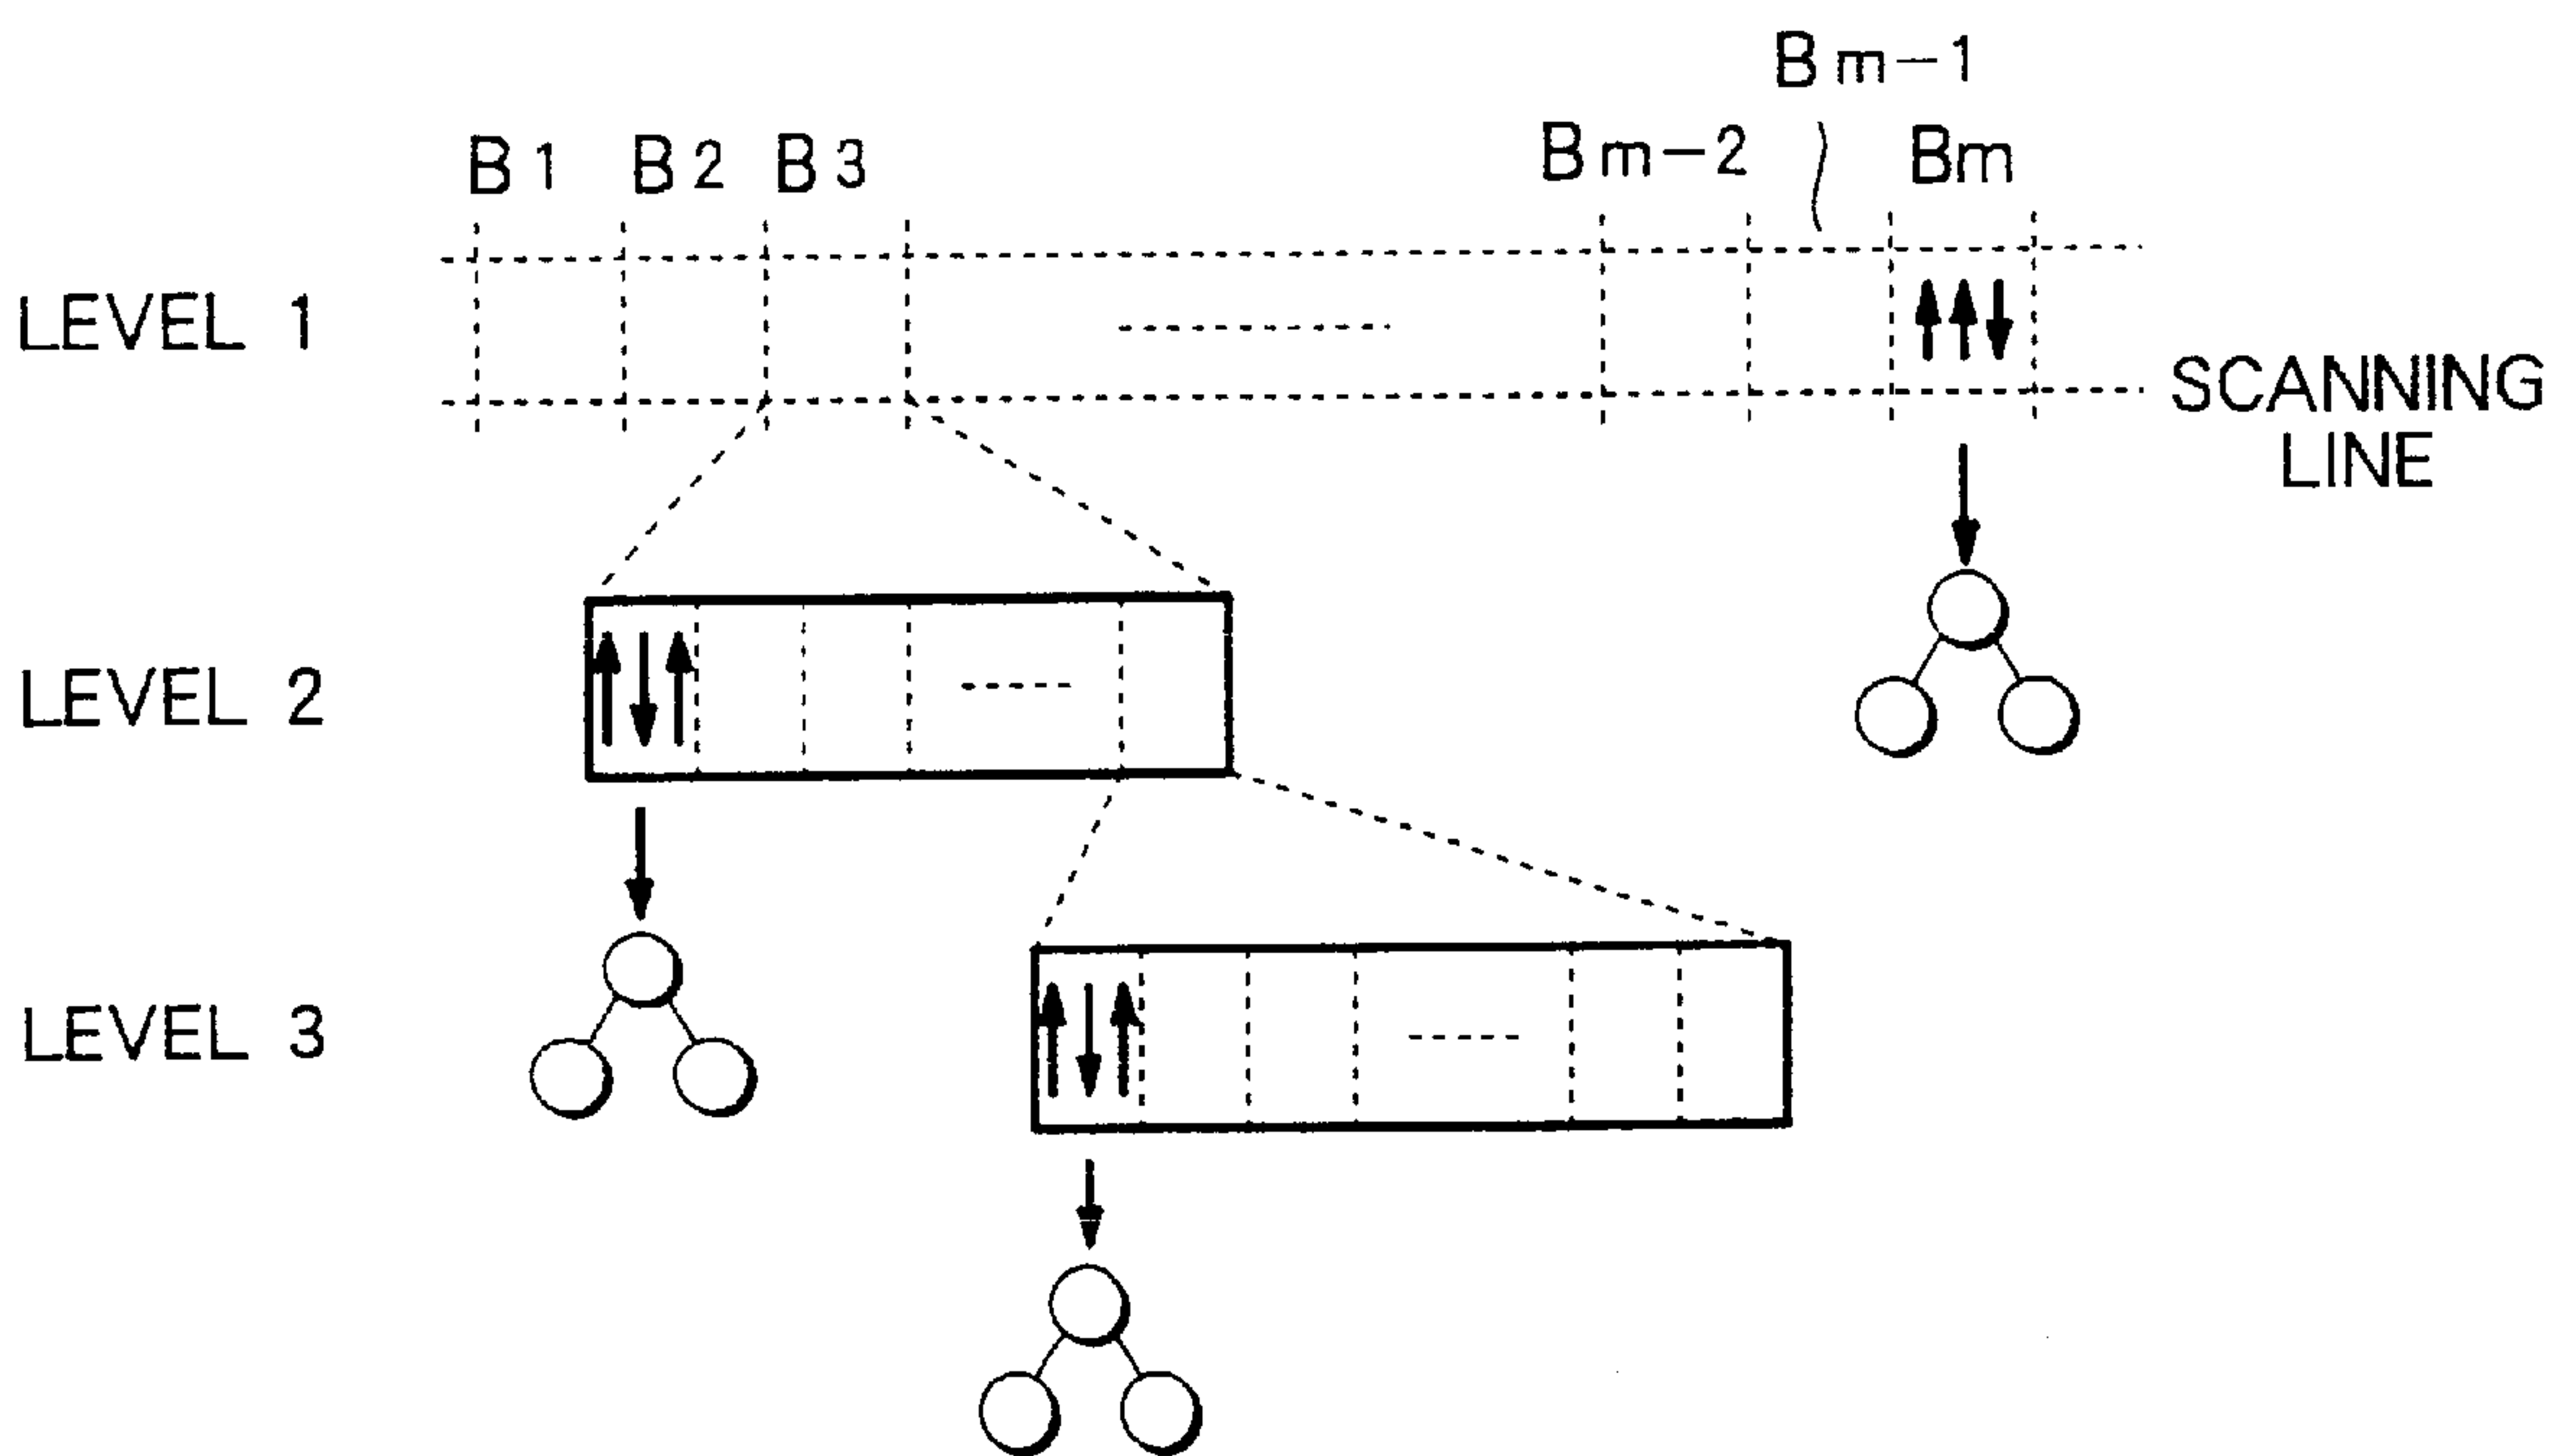 Bm-1
B1 B2 B3 Bm-2 Bm
LEVEL 1
SCANNING
LINE
LEVEL 2
LEVEL 3